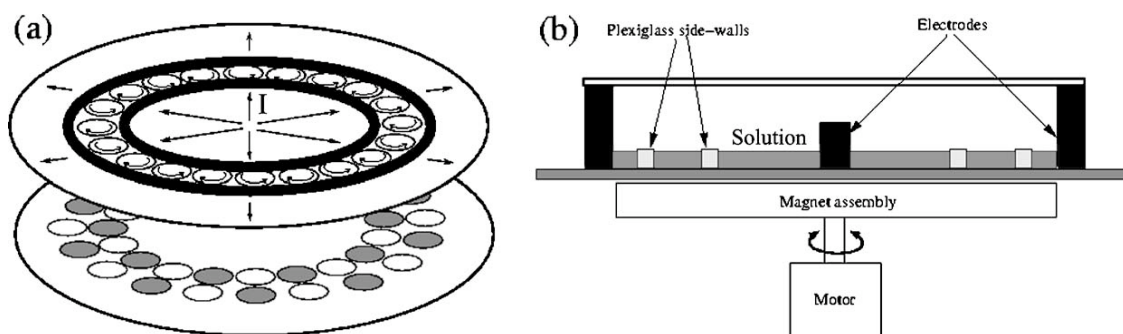 (a)
I
(b)
Plexiglass side-walls
Electrodes
Solution
Magnet assembly
Motor